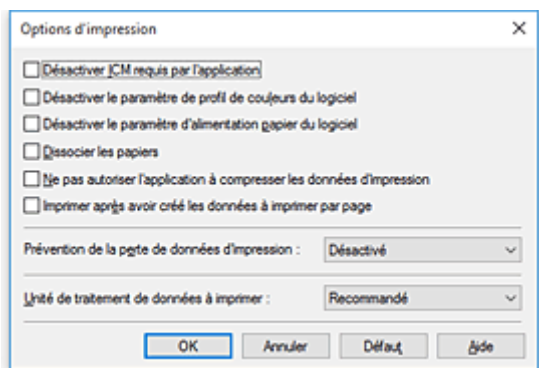 Options d'impression
Désactiver ICM requis par l'application
Désactiver le paramètre de profil de couleurs du logiciel
Désactiver le paramètre d'alimentation papier du logiciel
Dissocier les papiers
Ne pas autoriser l'application à compresser les données d'impression
Imprimer après avoir créé les données à imprimer par page
Prévention de la perte de données d'impression : Désactivé
Unité de traitement de données à imprimer : Recommandé
OK Annuler Défaut Aide